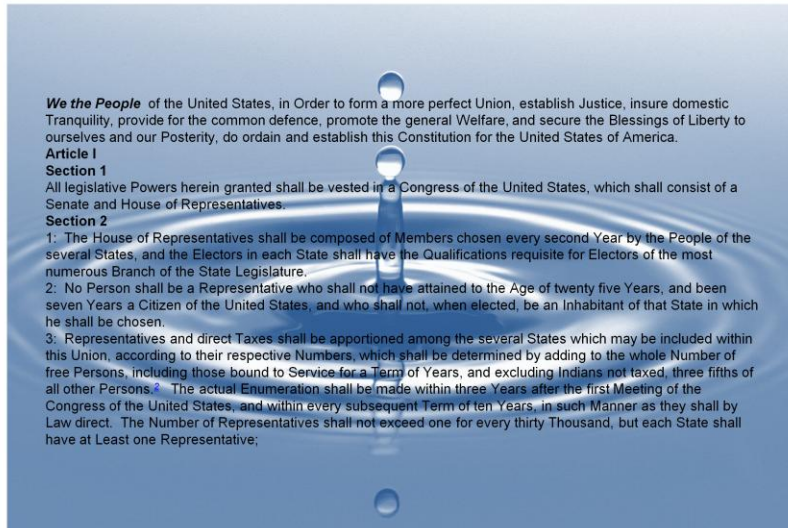 We the People of the United States, in Order to form a more perfect Union, establish Justice, insure domestic
Tranquility, provide for the common defence, promote the general Welfare, and secure the Blessings of Liberty to
ourselves and our Posterity, do ordain and establish this Constitution for the United States of America.
Article I
Section 1
All legislative Powers herein granted shall be vested in a Congress of the United States, which shall consist of a
Senate and House of Representatives.
Section 2
1: The House of Representatives shall be composed of Members chosen every second Year by the People of the
several States, and the Electors in each State shall have the Qualifications requisite for Electors of the most
numerous Branch of the State Legislature.
2: No Person shall be a Representative who shall not have attained to the Age of twenty five Years, and been
seven Years a Citizen of the United States, and who shall not, when elected, be an Inhabitant of that State in which
he shall be chosen.
3: Representatives and direct Taxes shall be apportioned among the several States which may be included within
this Union, according to their respective Numbers, which shall be determined by adding to the whole Number of
free Persons, including those bound to Service for a Term of Years, and excluding Indians not taxed, three fifths of
all other Persons.2 The actual Enumeration shall be made within three Years after the first Meeting of the
Congress of the United States, and within every subsequent Term of ten Years, in such Manner as they shall by
Law direct. The Number of Representatives shall not exceed one for every thirty Thousand, but each State shall
have at Least one Representative;